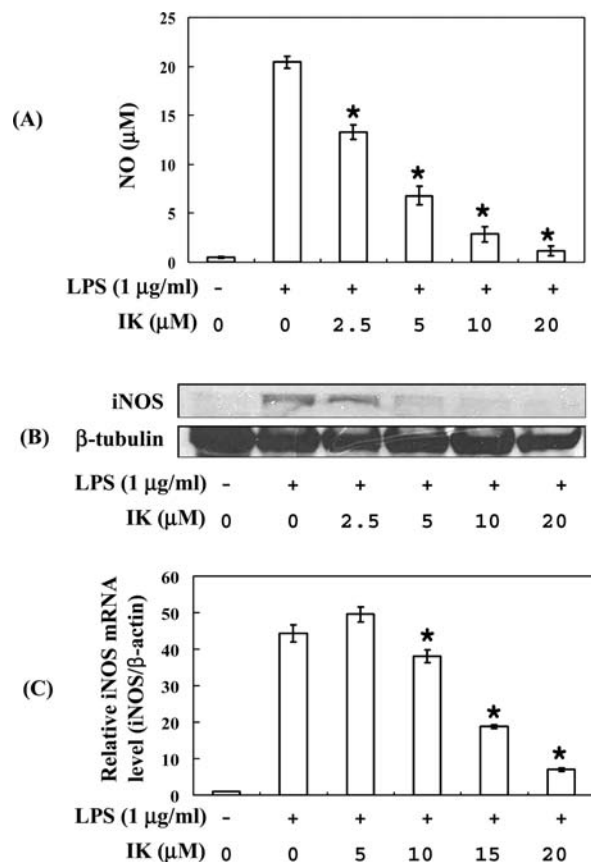 25
20
15
10
5
0
NO (μM)
(A)
* * * *
LPS (1 μg/ml) - + + + + +
IK (μM) 0 0 2.5 5 10 20
iNOS
(B) β-tubulin
LPS (1 μg/ml) - + + + + +
IK (μM) 0 0 2.5 5 10 20
60
50
40
30
20
10
0
Relative iNOS mRNA
level (iNOS/β-actin)
(C)
* * *
LPS (1 μg/ml) - + + + + +
IK (μM) 0 0 5 10 15 20